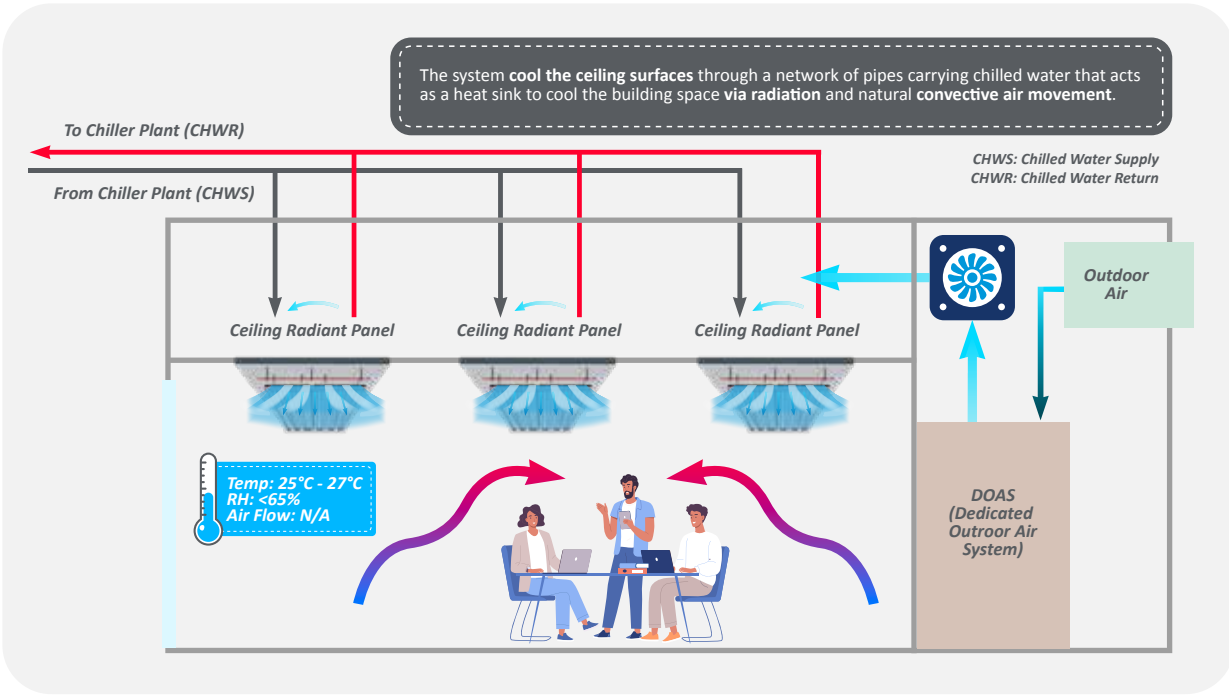 The system cool the ceiling surfaces through a network of pipes carrying chilled water that acts
as a heat sink to cool the building space via radiation and natural convective air movement.
To Chiller Plant (CHWR)
From Chiller Plant (CHWS)
CHWS: Chilled Water Supply
CHWR: Chilled Water Return
Outdoor
Air
Ceiling Radiant Panel
Ceiling Radiant Panel
Ceiling Radiant Panel
Temp: 25°C - 27°C
RH: <65%
Air Flow: N/A
DOAS
(Dedicated
Outroor Air
System)